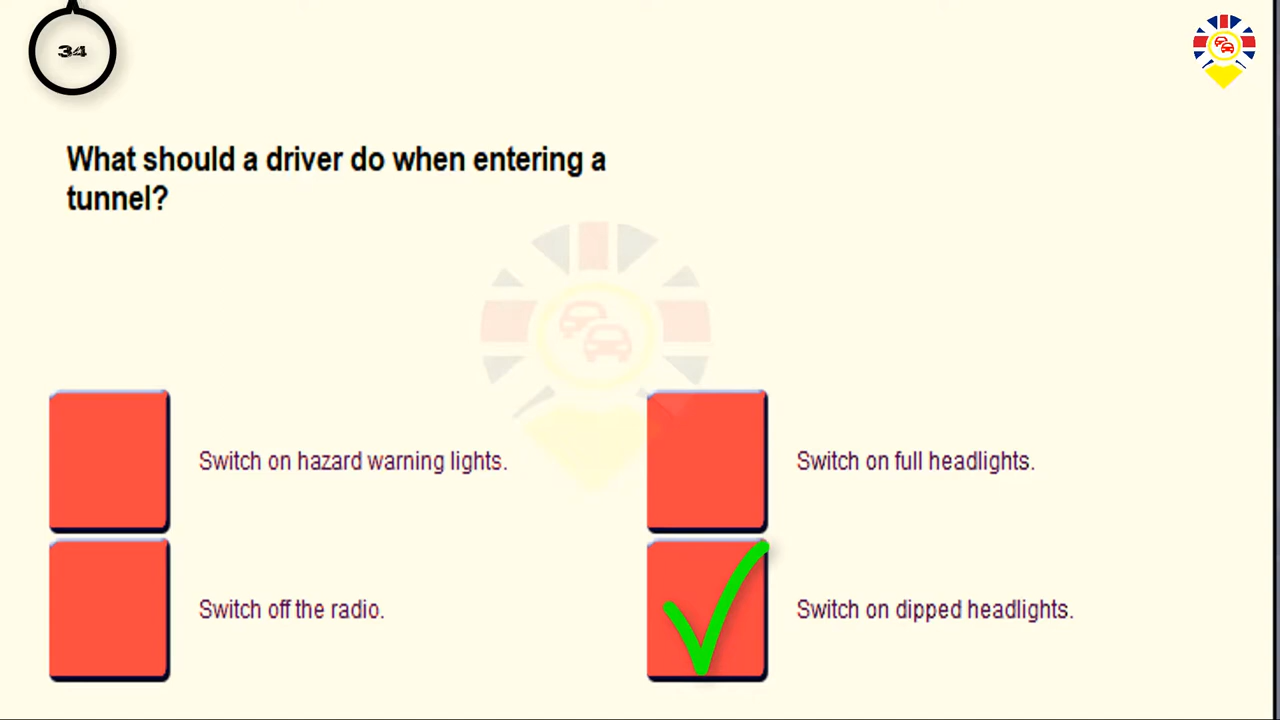 34
What should a driver do when entering a
tunnel?
Switch on hazard warning lights.
Switch on full headlights.
Switch off the radio.
Switch on dipped headlights.